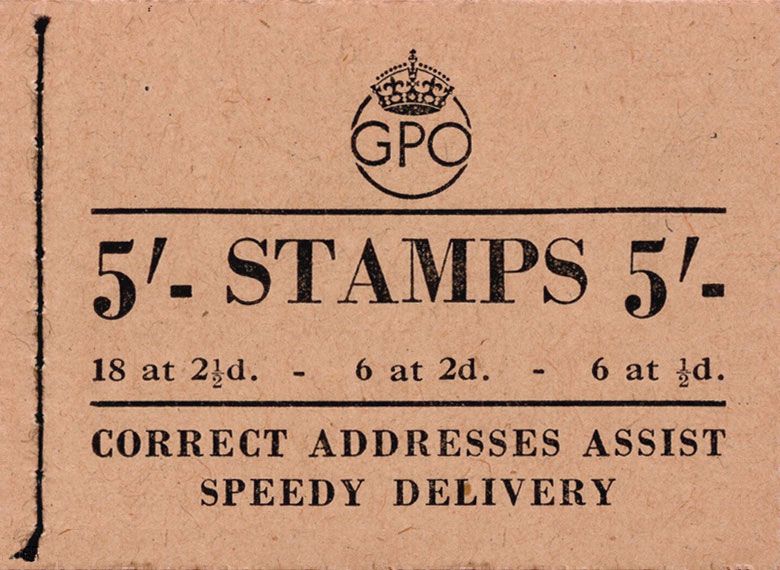 GPO
5/- STAMPS 5/-
18 at 2½d. - 6 at 2d. - 6 at ½d.
CORRECT ADDRESSES ASSIST
SPEEDY DELIVERY